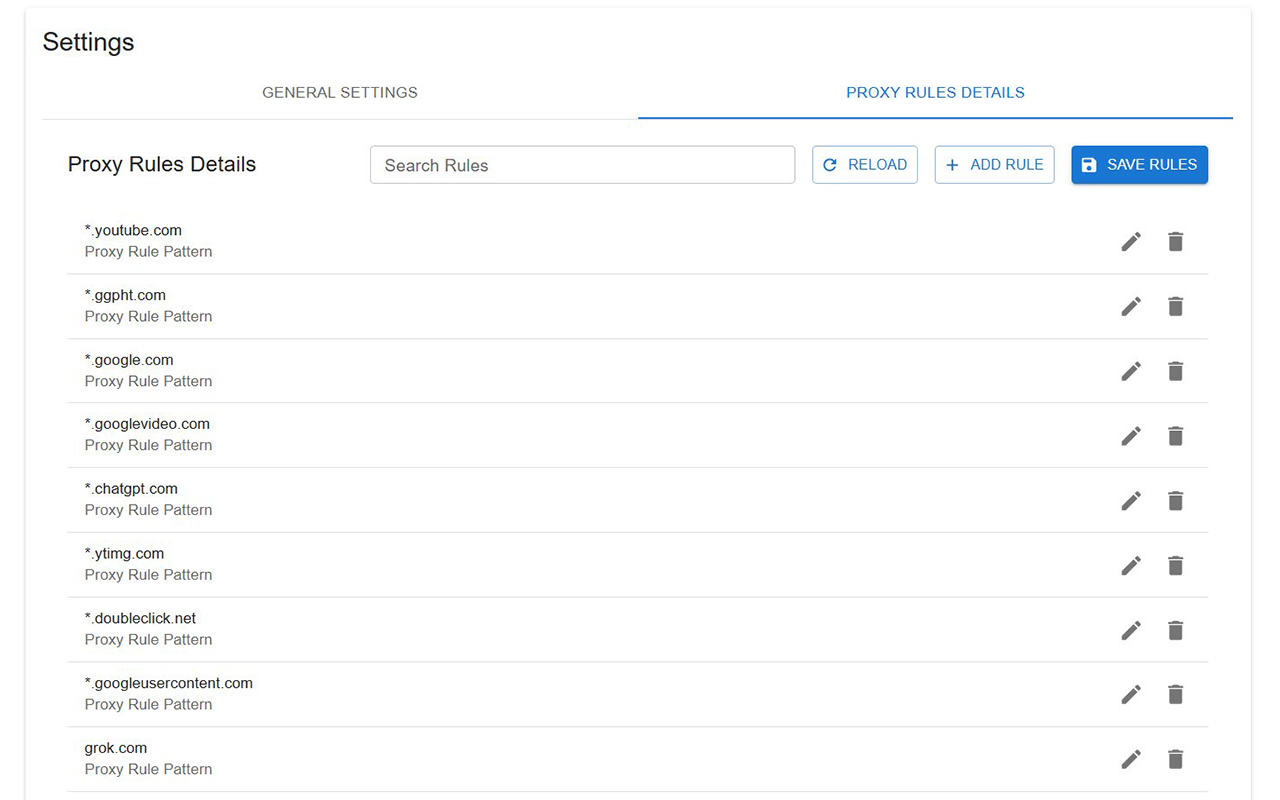 Settings
GENERAL SETTINGS
PROXY RULES DETAILS
Proxy Rules Details
Search Rules
RELOAD
ADD RULE
SAVE RULES
*.youtube.com
Proxy Rule Pattern
*.ggpht.com
Proxy Rule Pattern
*.google.com
Proxy Rule Pattern
*.googlevideo.com
Proxy Rule Pattern
*.chatgpt.com
Proxy Rule Pattern
*.ytimg.com
Proxy Rule Pattern
*.doubleclick.net
Proxy Rule Pattern
*.googleusercontent.com
Proxy Rule Pattern
grok.com
Proxy Rule Pattern